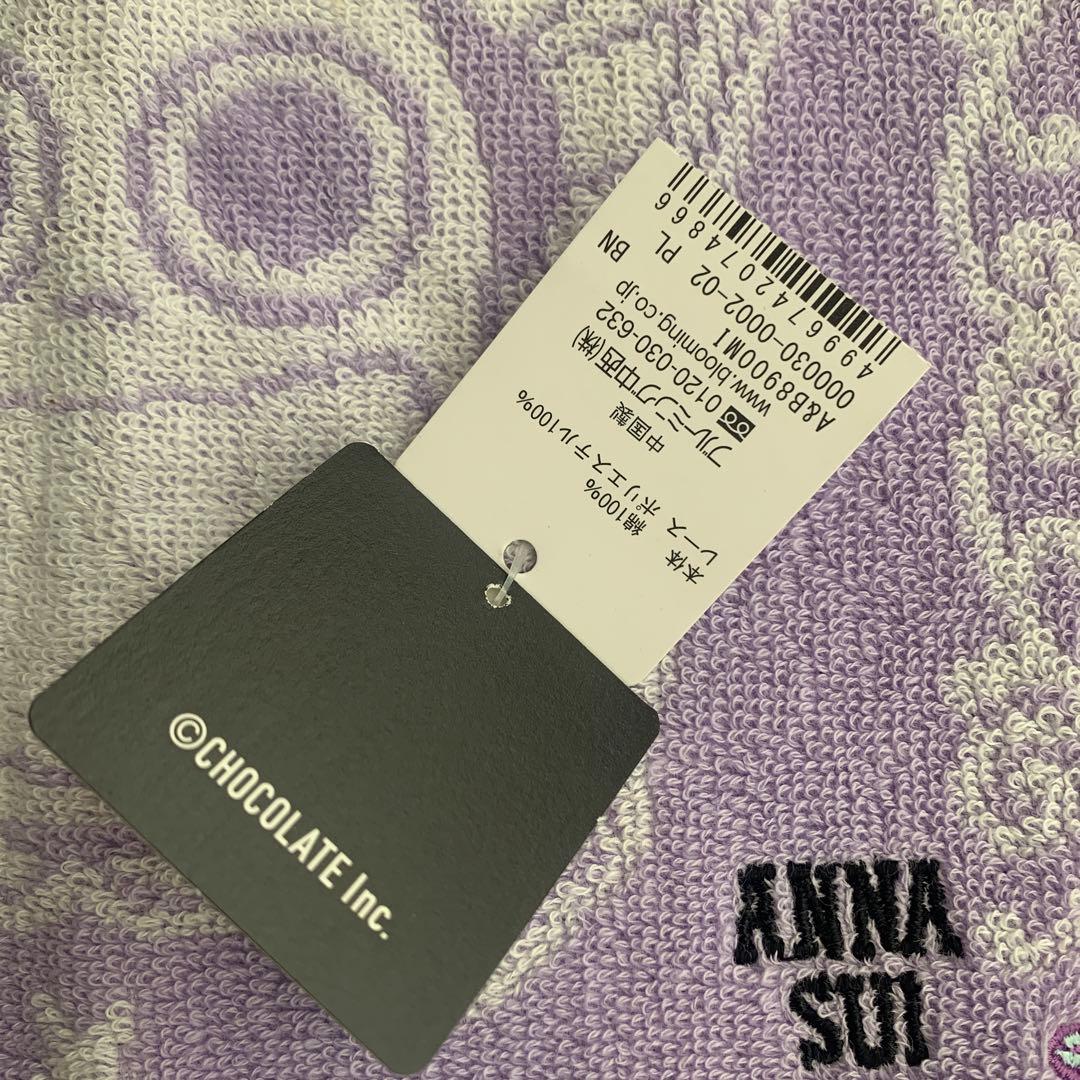 本体 綿100%
レース ポリエステル100%
中国製
ブルーミング中西(株)
0120-030-632
www.blooming.co.jp
A&B8900MI BN
0000030-0002-02 PL
4996742074866
©CHOCOLATE Inc.
ANNA
SUI